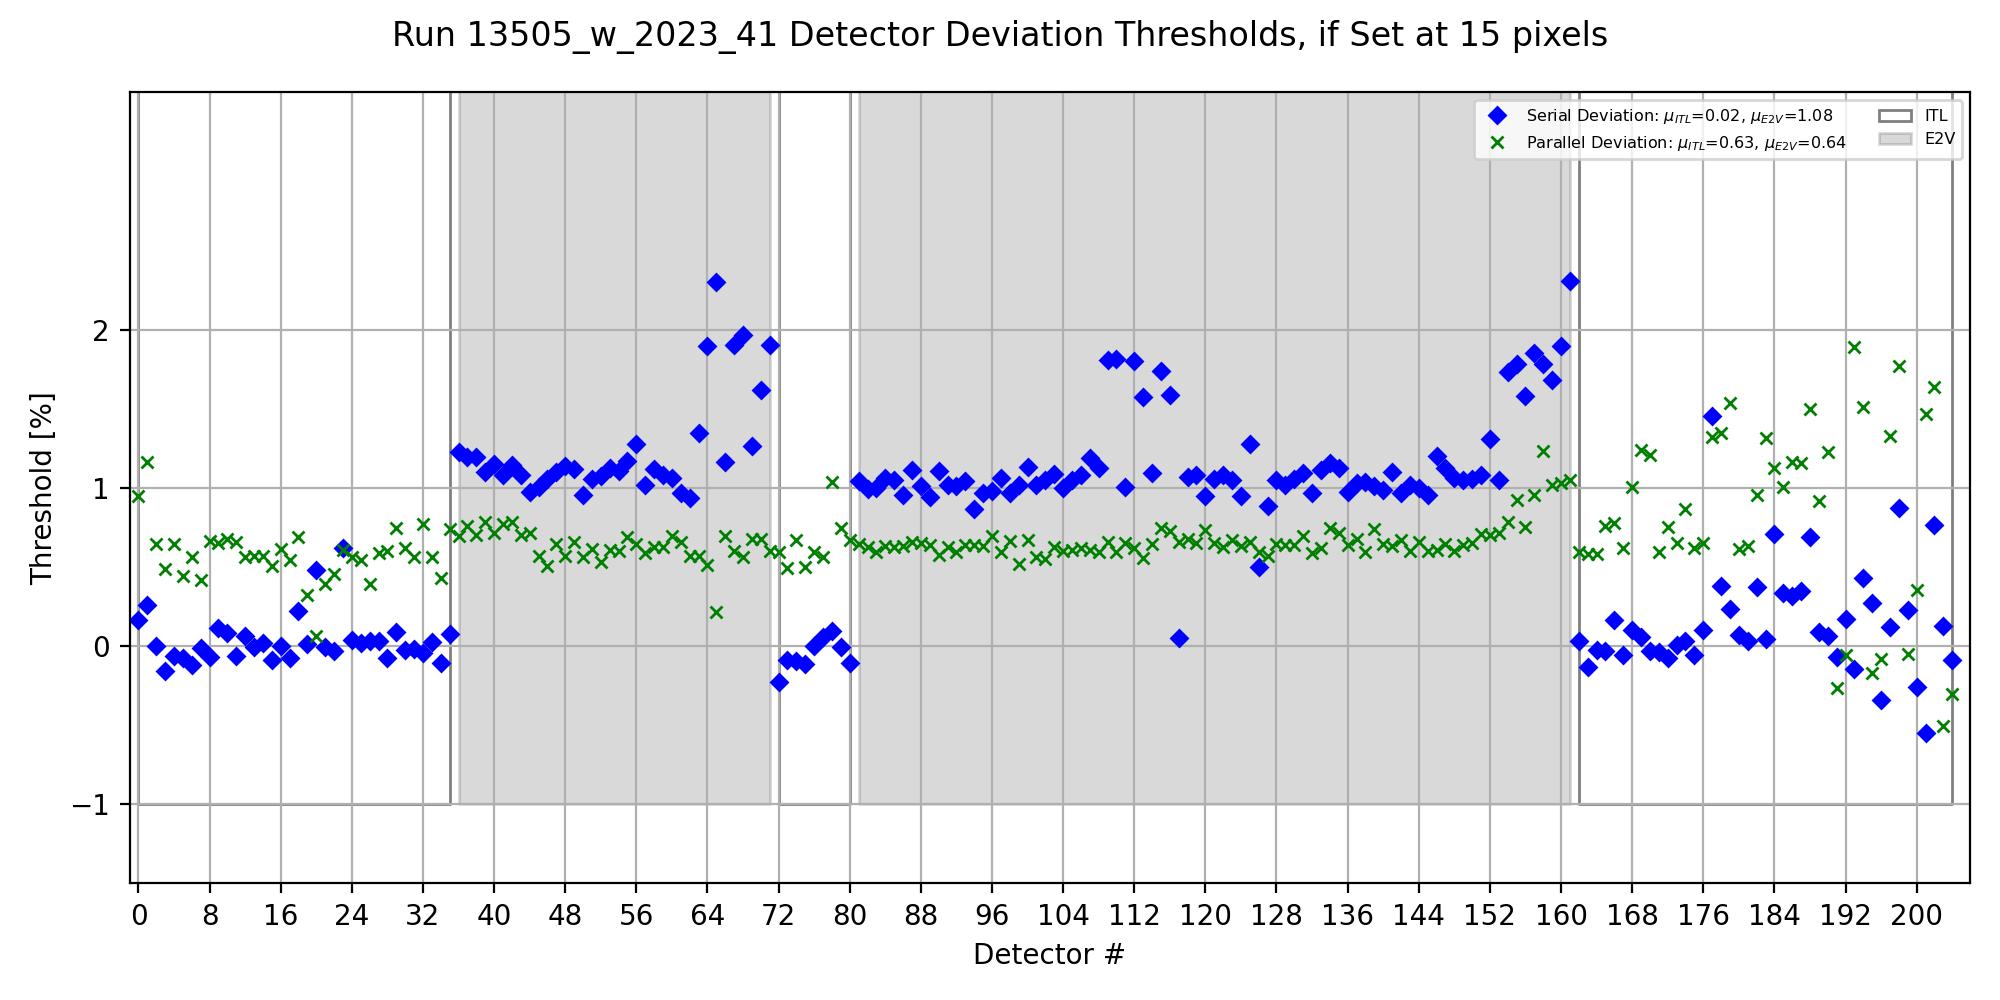 Run 13505_w_2023_41 Detector Deviation Thresholds, if Set at 15 pixels
Serial Deviation: μITL=0.02, μE2V=1.08
Parallel Deviation: μITL=0.63, μE2V=0.64
ITL
E2V
Threshold [%]
2
1
0
−1
0 8 16 24 32 40 48 56 64 72 80 88 96 104 112 120 128 136 144 152 160 168 176 184 192 200
Detector #